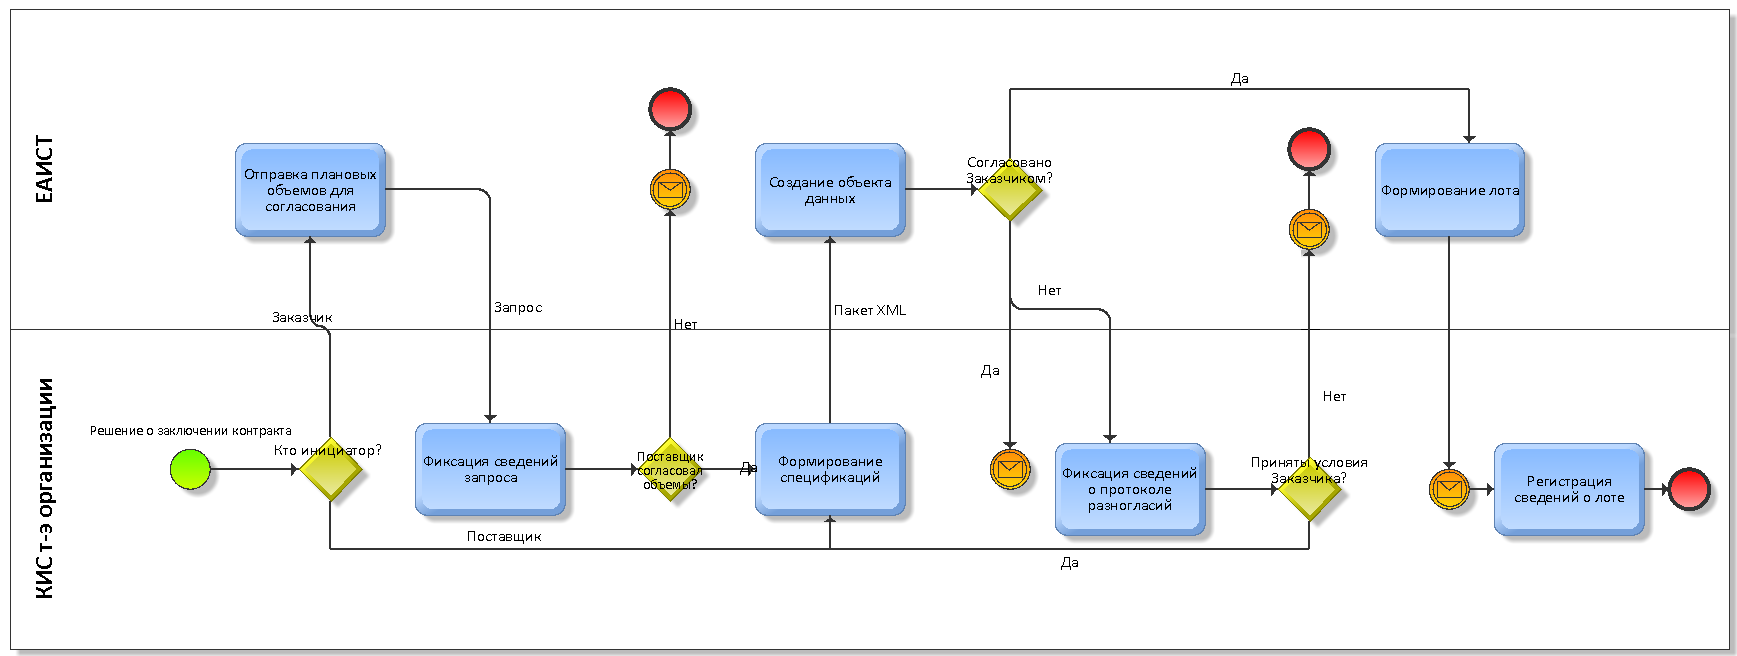 ЕАИСТ
Отправка плановых
объемов для
согласования
Заказчик
Запрос
Нет
Создание объекта
данных
Пакет XML
Согласовано
Заказчиком?
Да
Нет
Да
Формирование лота
Нет
КИС т-э организации
Решение о заключении контракта
Кто инициатор?
Поставщик
Фиксация сведений
запроса
Поставщик
согласовал
объемы?
Да
Формирование
спецификаций
Фиксация сведений
о протоколе
разногласий
Приняты условия
Заказчика?
Да
Регистрация
сведений о лоте